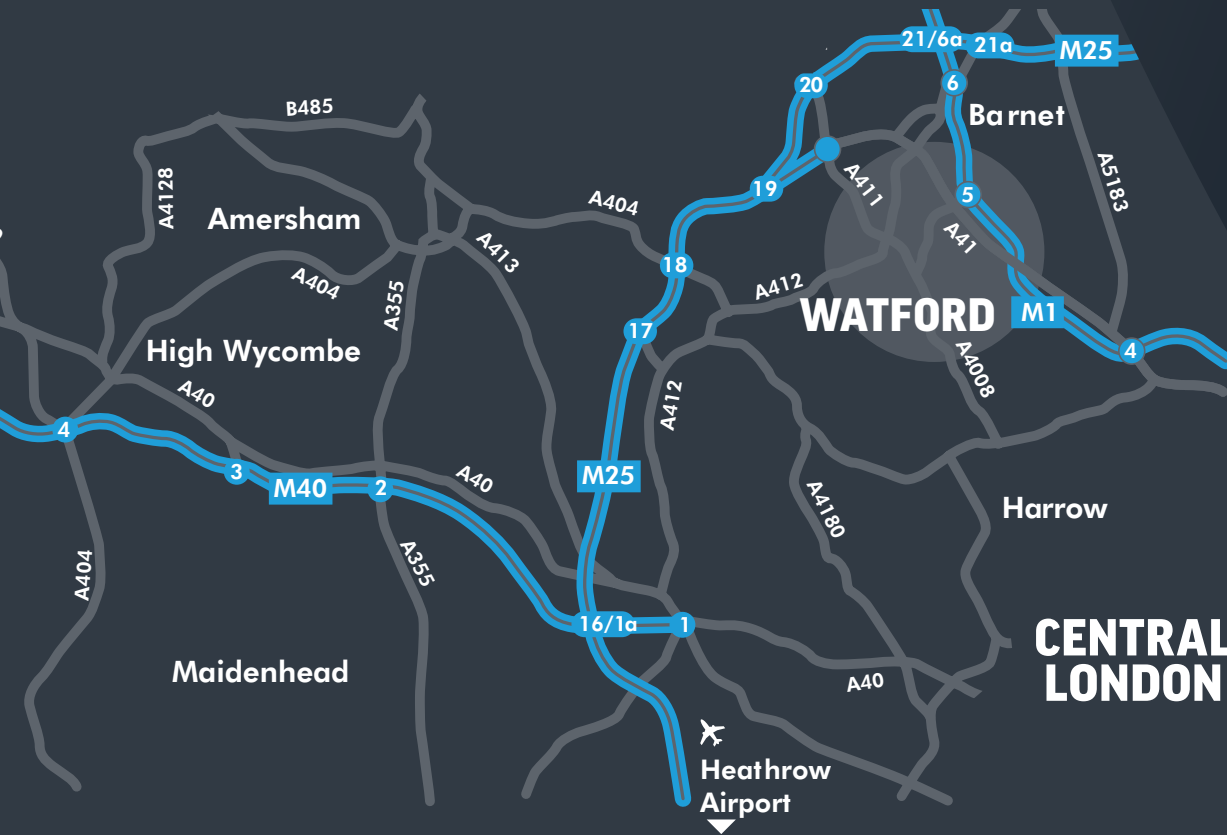 21/6a
21a
M25
20
6
B485
Barnet
A4128
A411
A5183
19
5
A404
Amersham
A41
A413
18
A404
A412
A355
WATFORD
M1
17
High Wycombe
4
A4008
A40
A412
4
3
M25
A40
M40
2
A4180
Harrow
A404
A355
16/1a
1
CENTRAL
LONDON
Maidenhead
A40
Heathrow
Airport